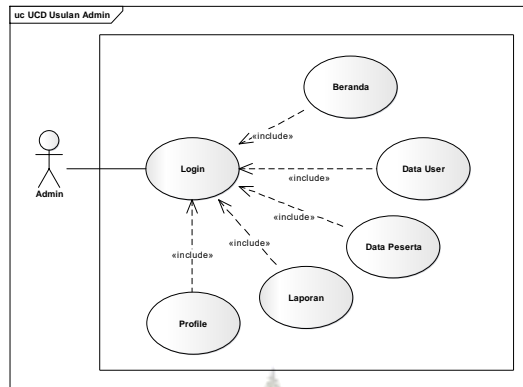 uc UCD Usulan Admin
Beranda
«include»
Login
Data User
«include»
Admin
Data Peserta
«include»
«include»
«include»
Laporan
Profile